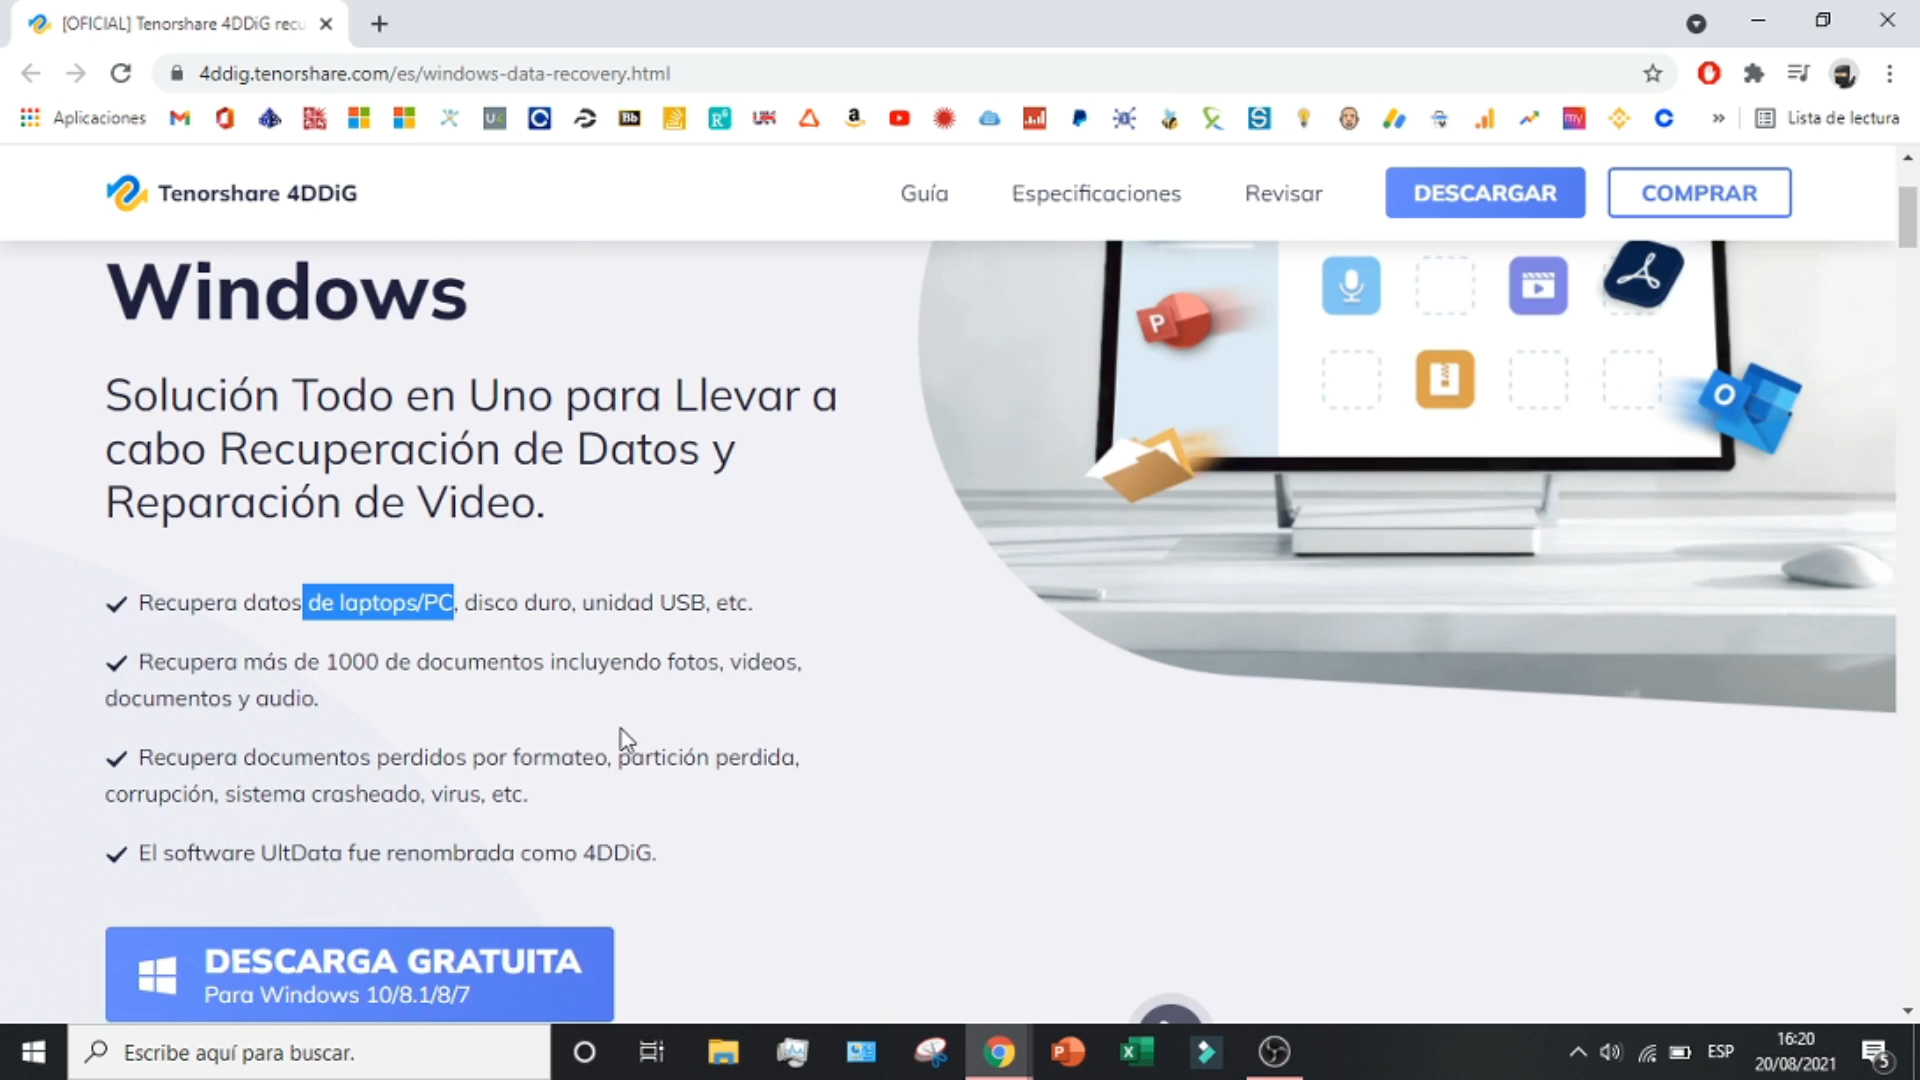 [OFICIAL] Tenorshare 4DDiG recu
4ddig.tenorshare.com/es/windows-data-recovery.html
Aplicaciones
Bb
my
Lista de lectura
Tenorshare 4DDiG
Guía
Especificaciones
Revisar
DESCARGAR
COMPRAR
Windows
Solución Todo en Uno para Llevar a
cabo Recuperación de Datos y
Reparación de Video.
Recupera datos de laptops/PC, disco duro, unidad USB, etc.
Recupera más de 1000 de documentos incluyendo fotos, videos,
documentos y audio.
Recupera documentos perdidos por formateo, partición perdida,
corrupción, sistema crasheado, virus, etc.
El software UltData fue renombrada como 4DDiG.
DESCARGA GRATUITA
Para Windows 10/8.1/8/7
Escribe aquí para buscar.
ESP
16:20
20/08/2021
5